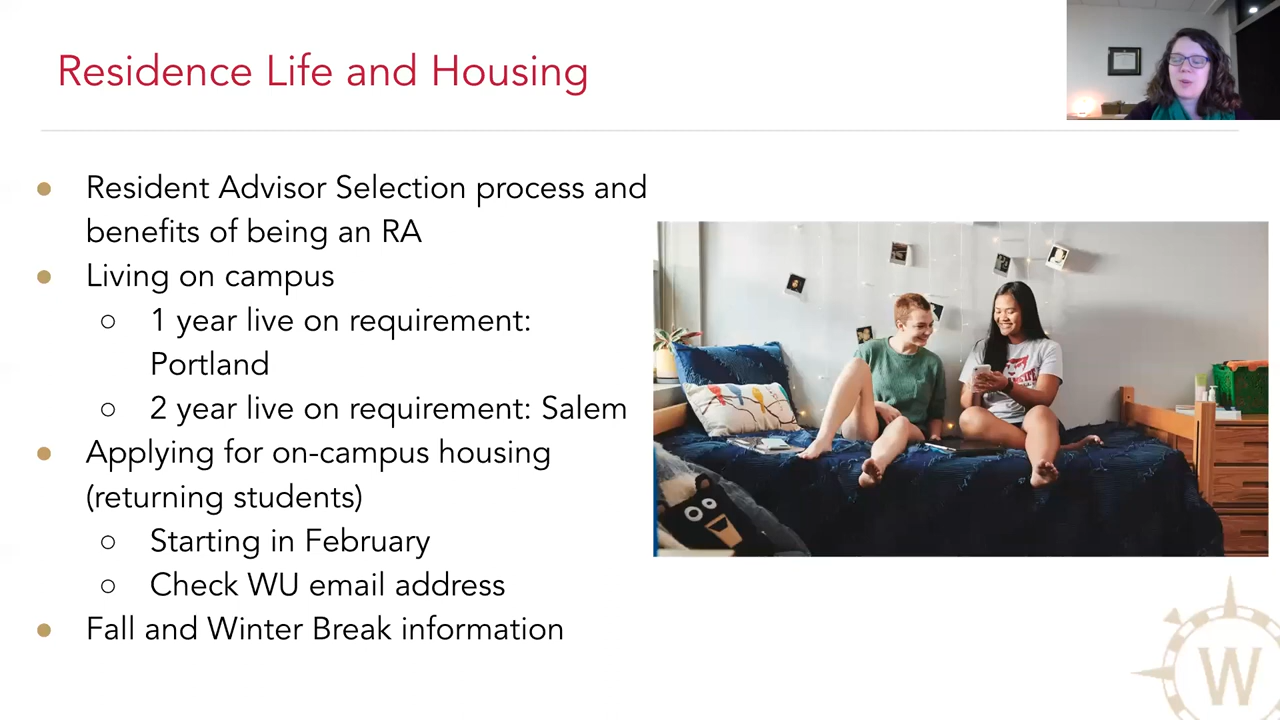 Residence Life and Housing
Resident Advisor Selection process and
benefits of being an RA
Living on campus
1 year live on requirement:
Portland
2 year live on requirement: Salem
Applying for on-campus housing
(returning students)
Starting in February
Check WU email address
Fall and Winter Break information
W